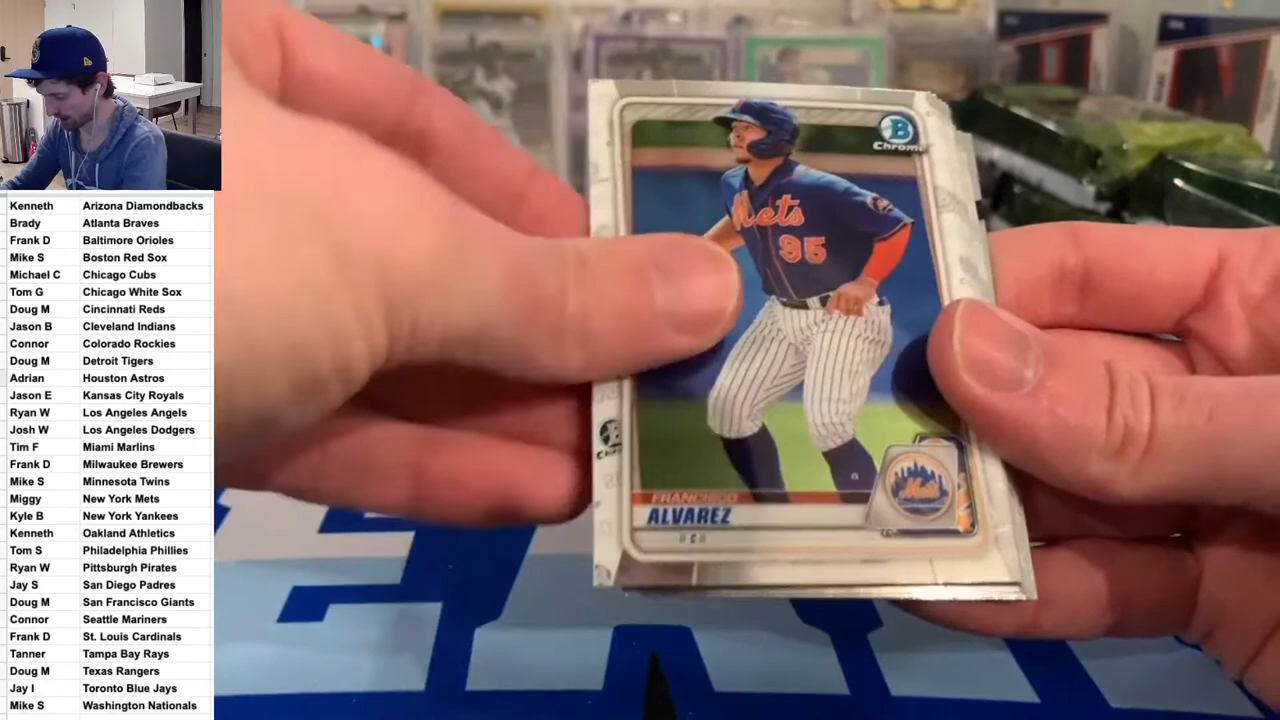 Kenneth Arizona Diamondbacks
Brady Atlanta Braves
Frank D Baltimore Orioles
Mike S Boston Red Sox
Michael C Chicago Cubs
Tom G Chicago White Sox
Doug M Cincinnati Reds
Jason B Cleveland Indians
Connor Colorado Rockies
Doug M Detroit Tigers
Adrian Houston Astros
Jason E Kansas City Royals
Ryan W Los Angeles Angels
Josh W Los Angeles Dodgers
Tim F Miami Marlins
Frank D Milwaukee Brewers
Mike S Minnesota Twins
Miggy New York Mets
Kyle B New York Yankees
Kenneth Oakland Athletics
Tom S Philadelphia Phillies
Ryan W Pittsburgh Pirates
Jay S San Diego Padres
Doug M San Francisco Giants
Connor Seattle Mariners
Frank D St. Louis Cardinals
Tanner Tampa Bay Rays
Doug M Texas Rangers
Jay I Toronto Blue Jays
Mike S Washington Nationals
B
Chrome
Mets
95
Mets
FRANCISCO
ALVAREZ
C